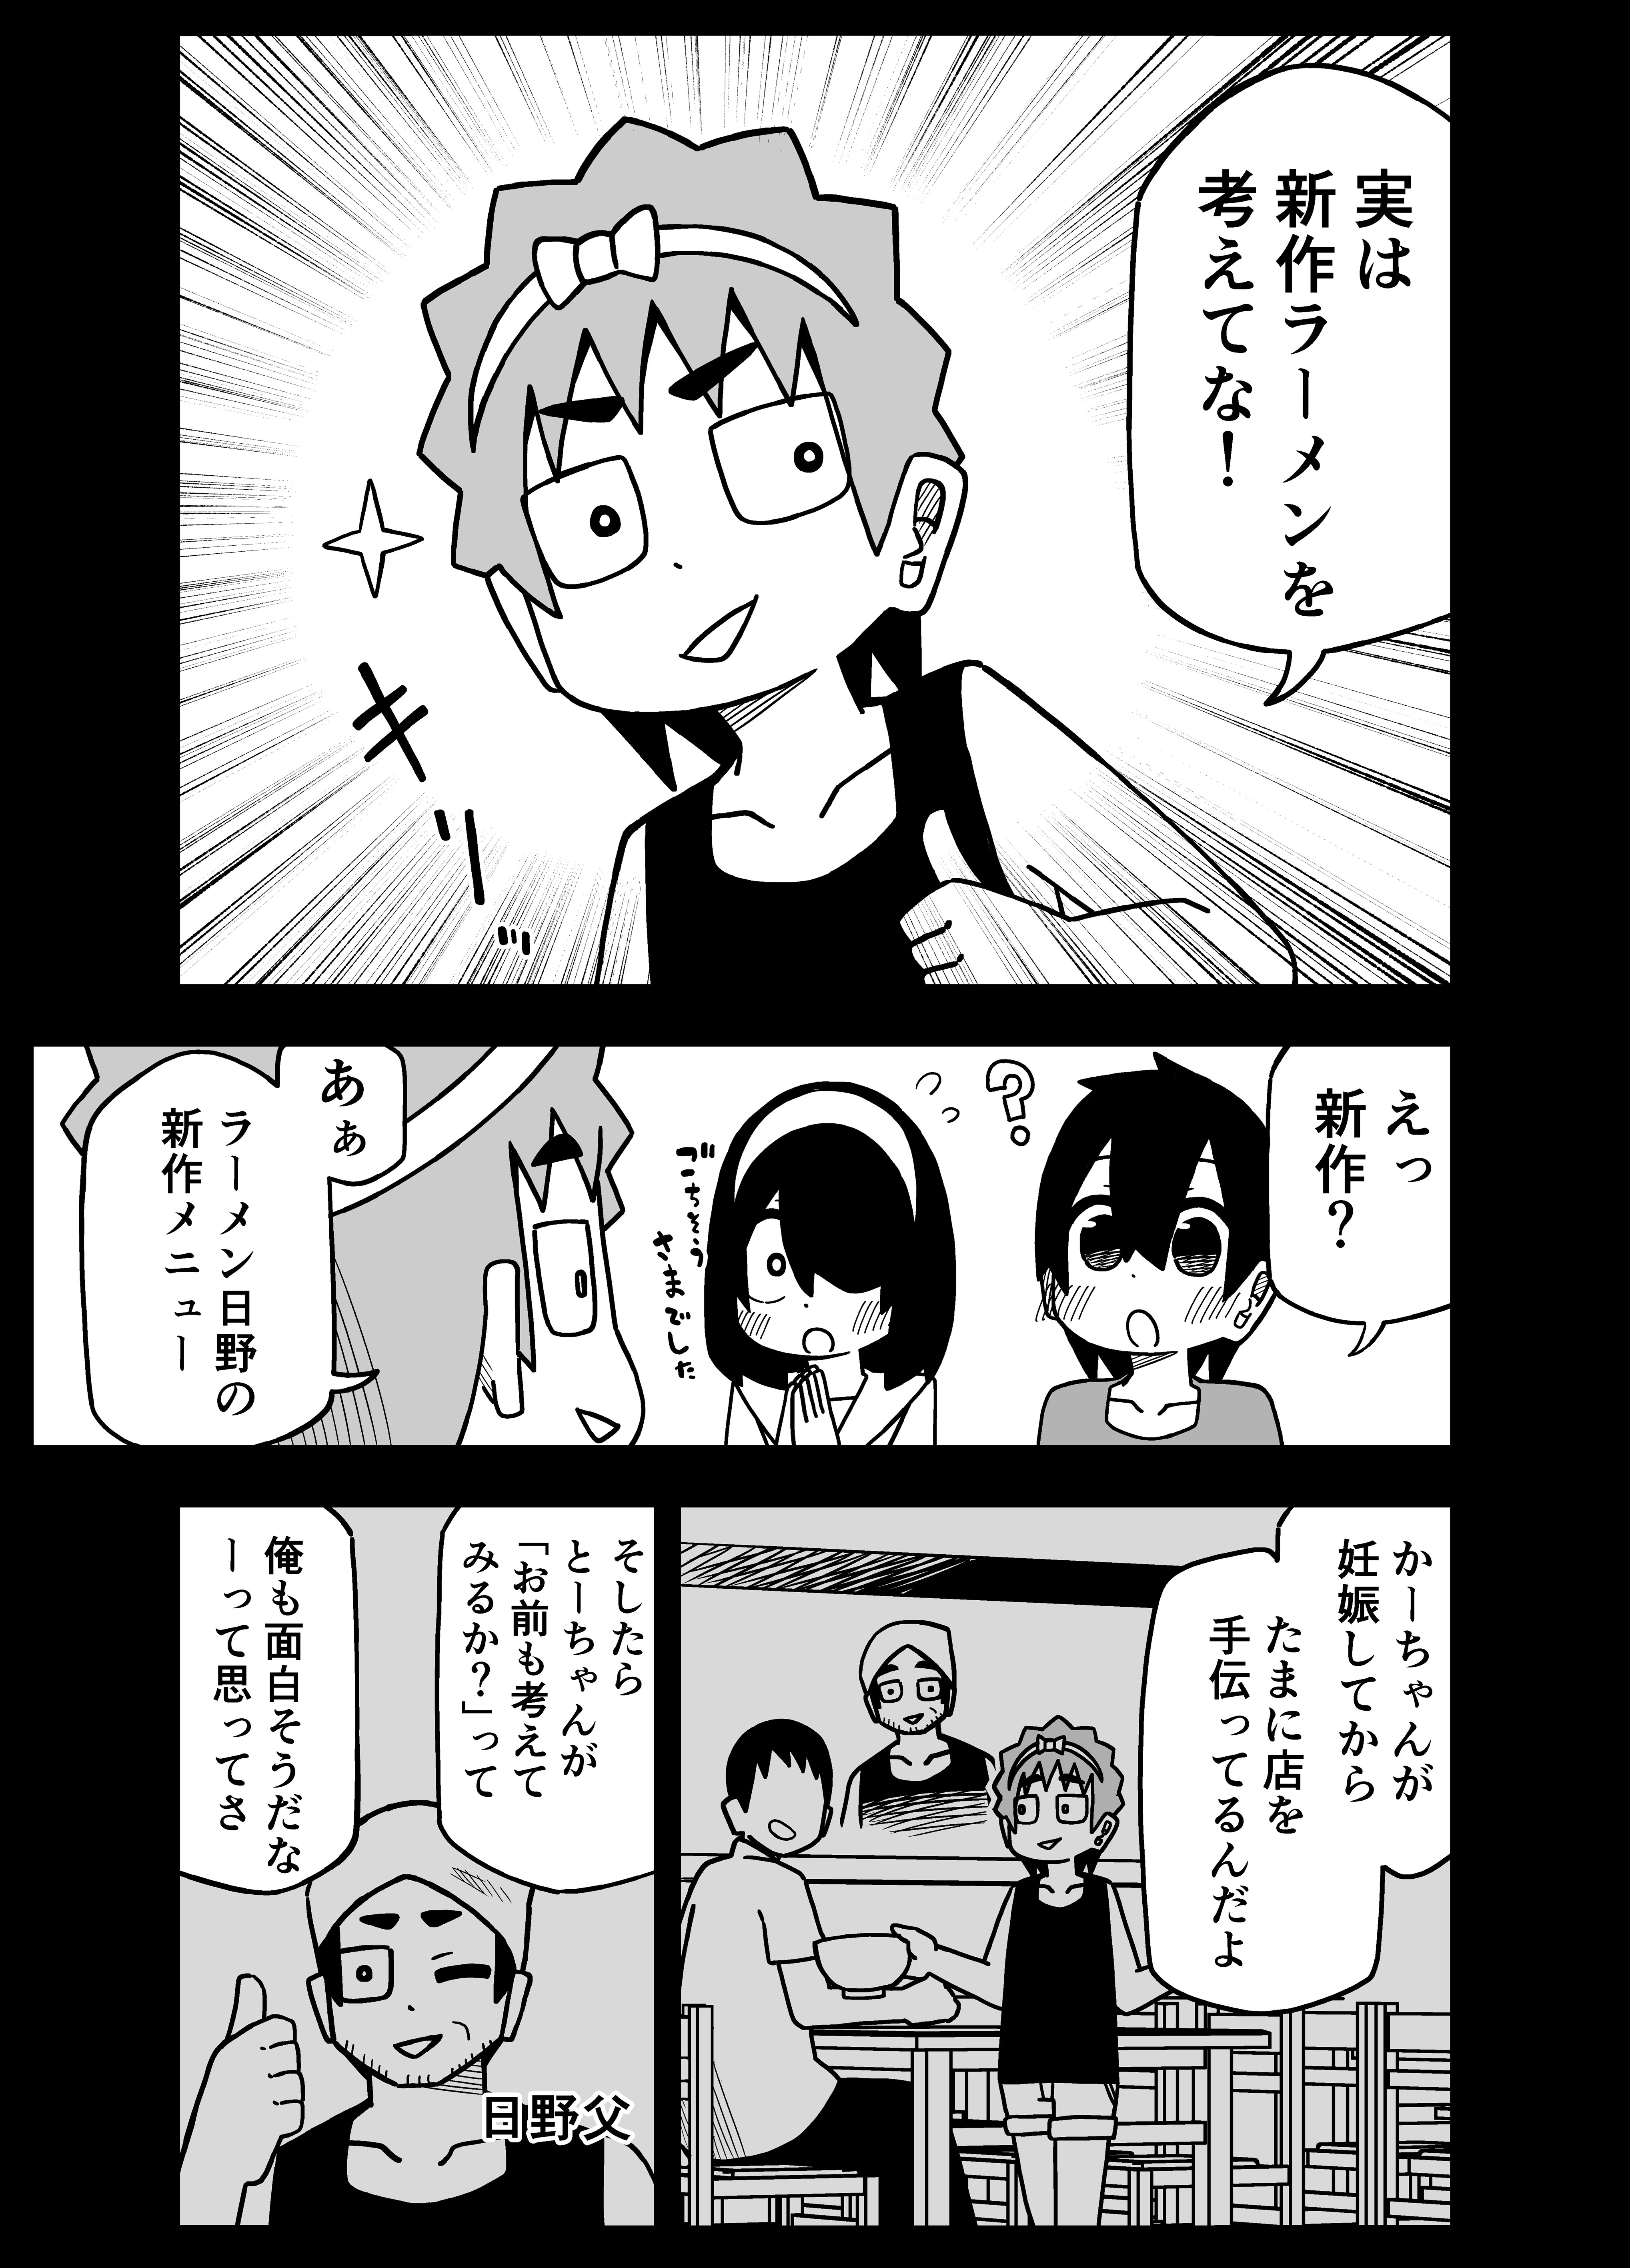 実は
新作ラーメンを
考えてな！
キ
リッ
えっ
新作？
？
ごちそう
さまでした
あぁ
ラーメン日野の
新作メニュー
かーちゃんが
妊娠してから
たまに店を
手伝ってるんだよ
そしたら
とーちゃんが
「お前も考えて
みるか？」って
俺も面白そうだな
ーって思ってさ
日野父